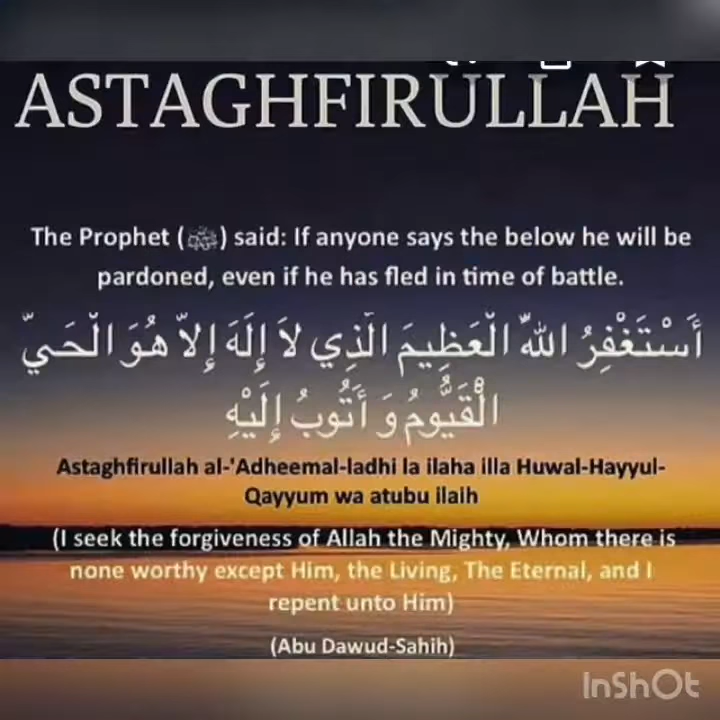 ASTAGHFIRULLAH
The Prophet (ﷺ) said: If anyone says the below he will be
pardoned, even if he has fled in time of battle.
أَسْتَغْفِرُ اللهَّ الْعَظِيمَ الَّذِي لاَ إِلَهَ إِلاَّ هُوَ الْحَيّ
الْقَيُّومُ وَ أَتُوبُ إِلَيْهِ
Astaghfirullah al-'Adheemal-ladhi la ilaha illa Huwal-Hayyul-
Qayyum wa atubu ilaih
(I seek the forgiveness of Allah the Mighty, Whom there is
none worthy except Him, the Living, The Eternal, and I
repent unto Him)
(Abu Dawud-Sahih)
InShOt